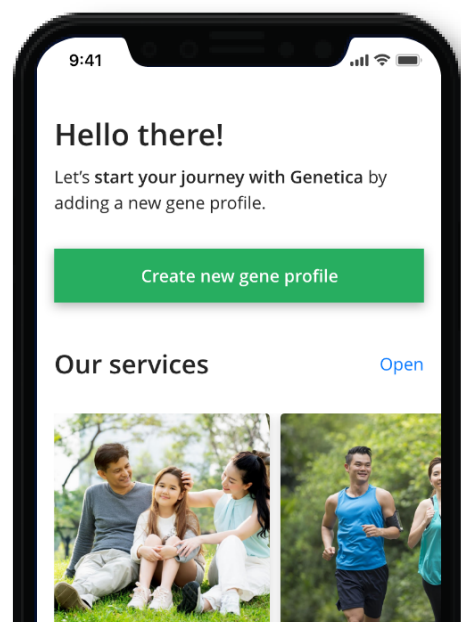 9:41
Hello there!
Let’s start your journey with Genetica by
adding a new gene profile.
Create new gene profile
Our services
Open